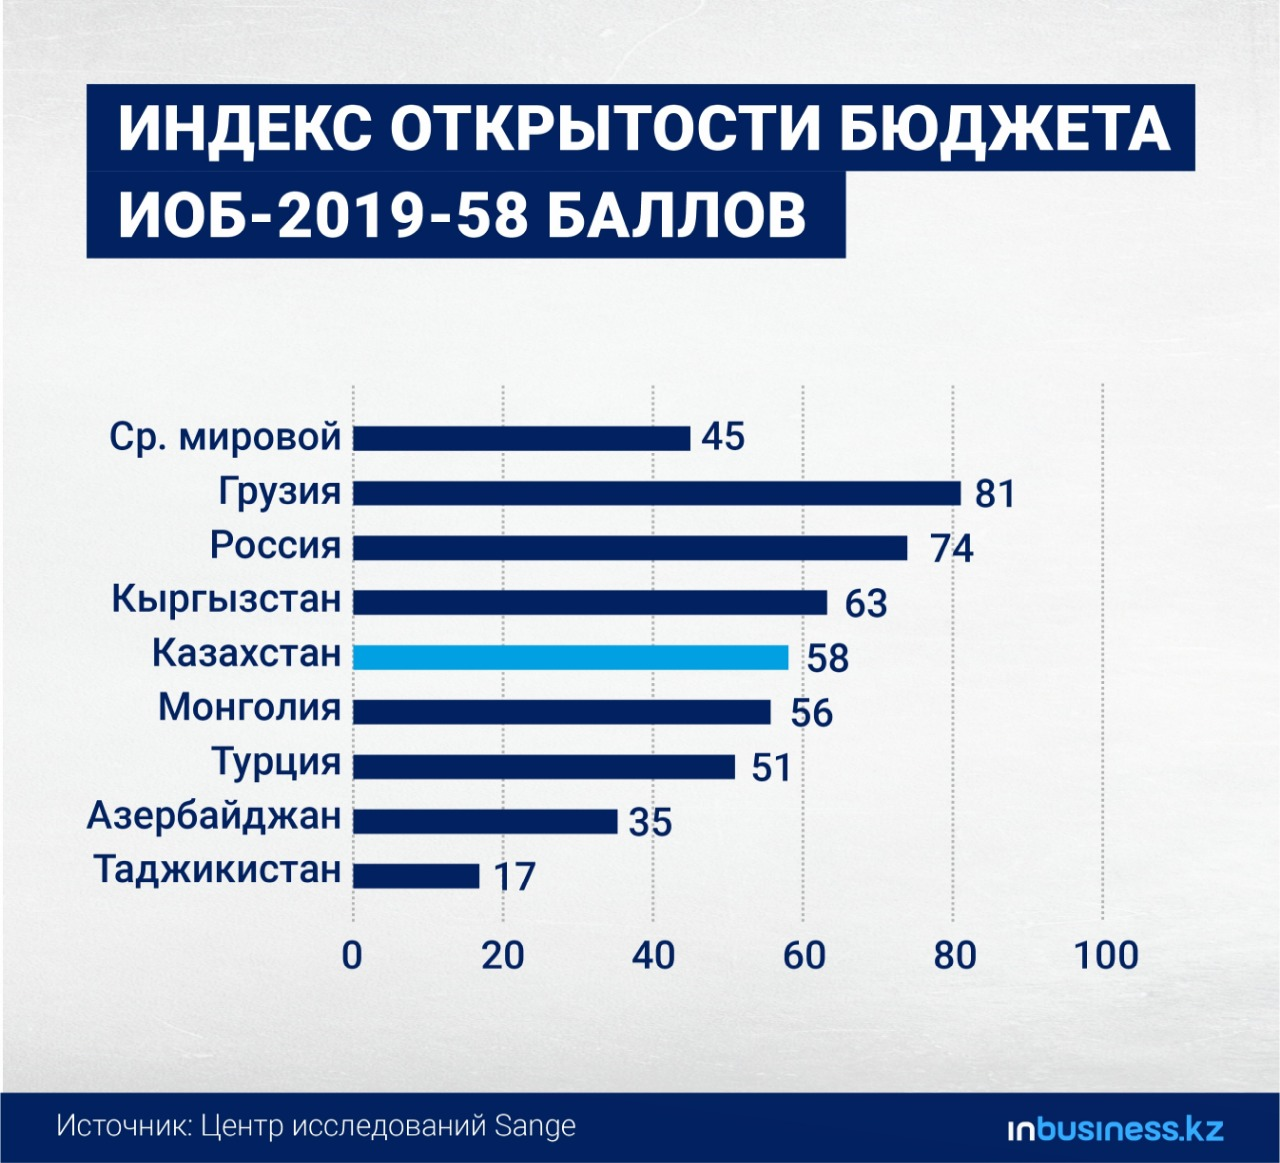 ИНДЕКС ОТКРЫТОСТИ БЮДЖЕТА
ИОБ-2019-58 БАЛЛОВ
Ср. мировой 45
Грузия 81
Россия 74
Кыргызстан 63
Казахстан 58
Монголия 56
Турция 51
Азербайджан 35
Таджикистан 17
0 20 40 60 80 100
Источник: Центр исследований Sange
inbusiness.kz